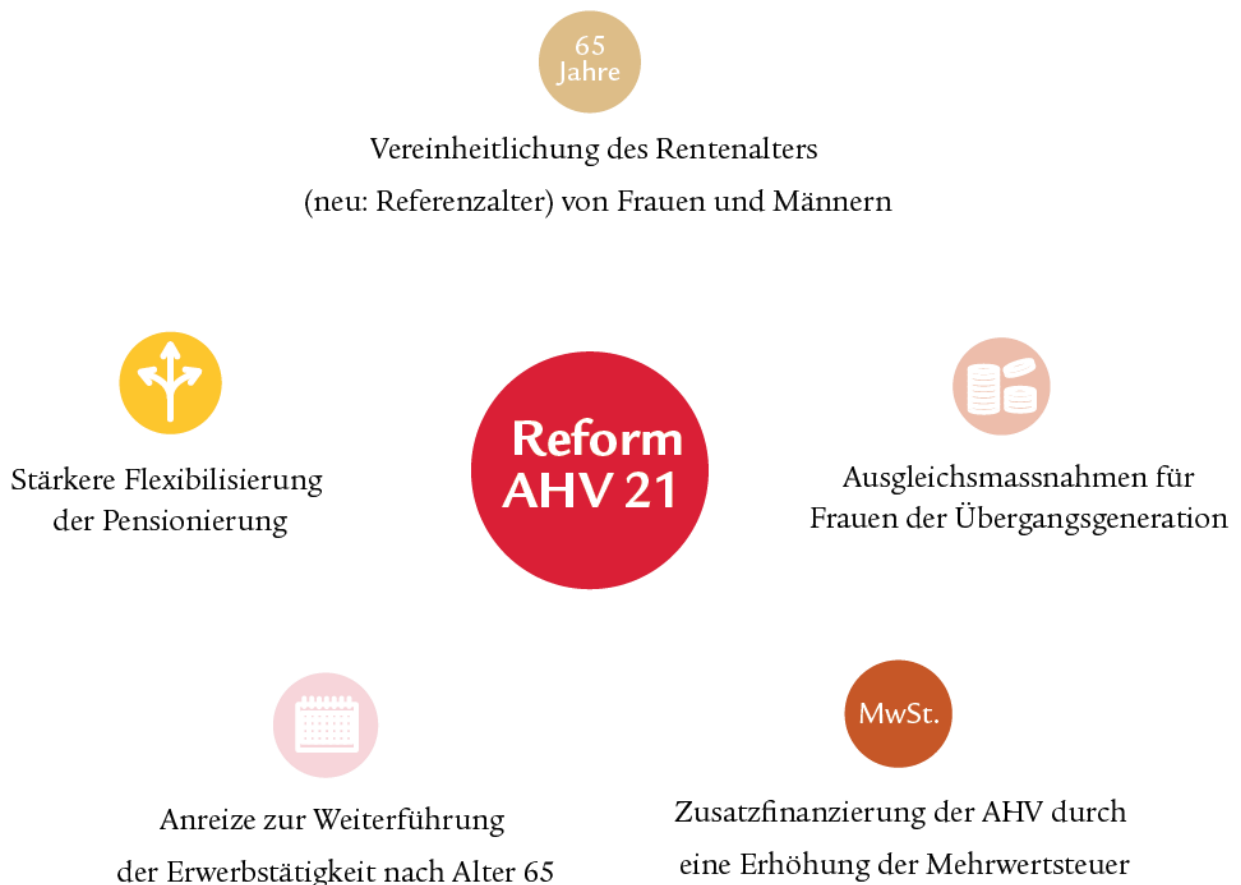 65
Jahre
Vereinheitlichung des Rentenalters
(neu: Referenzalter) von Frauen und Männern
Stärkere Flexibilisierung
der Pensionierung
Reform
AHV 21
Ausgleichsmassnahmen für
Frauen der Übergangsgeneration
Anreize zur Weiterführung
der Erwerbstätigkeit nach Alter 65
MwSt.
Zusatzfinanzierung der AHV durch
eine Erhöhung der Mehrwertsteuer